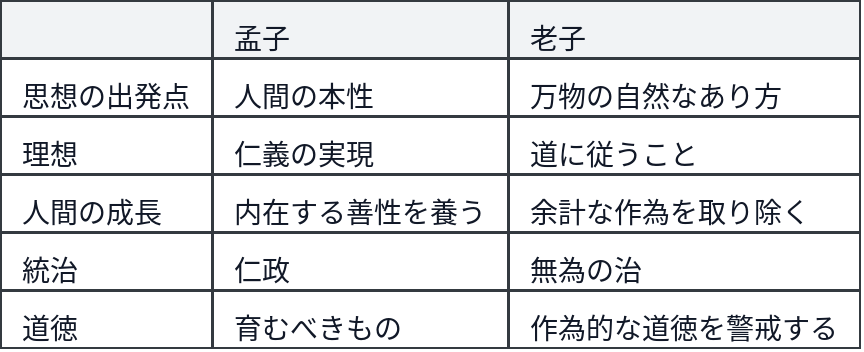 孟子 老子
思想の出発点 人間の本性 万物の自然なあり方
理想 仁義の実現 道に従うこと
人間の成長 内在する善性を養う 余計な作為を取り除く
統治 仁政 無為の治
道徳 育むべきもの 作為的な道徳を警戒する